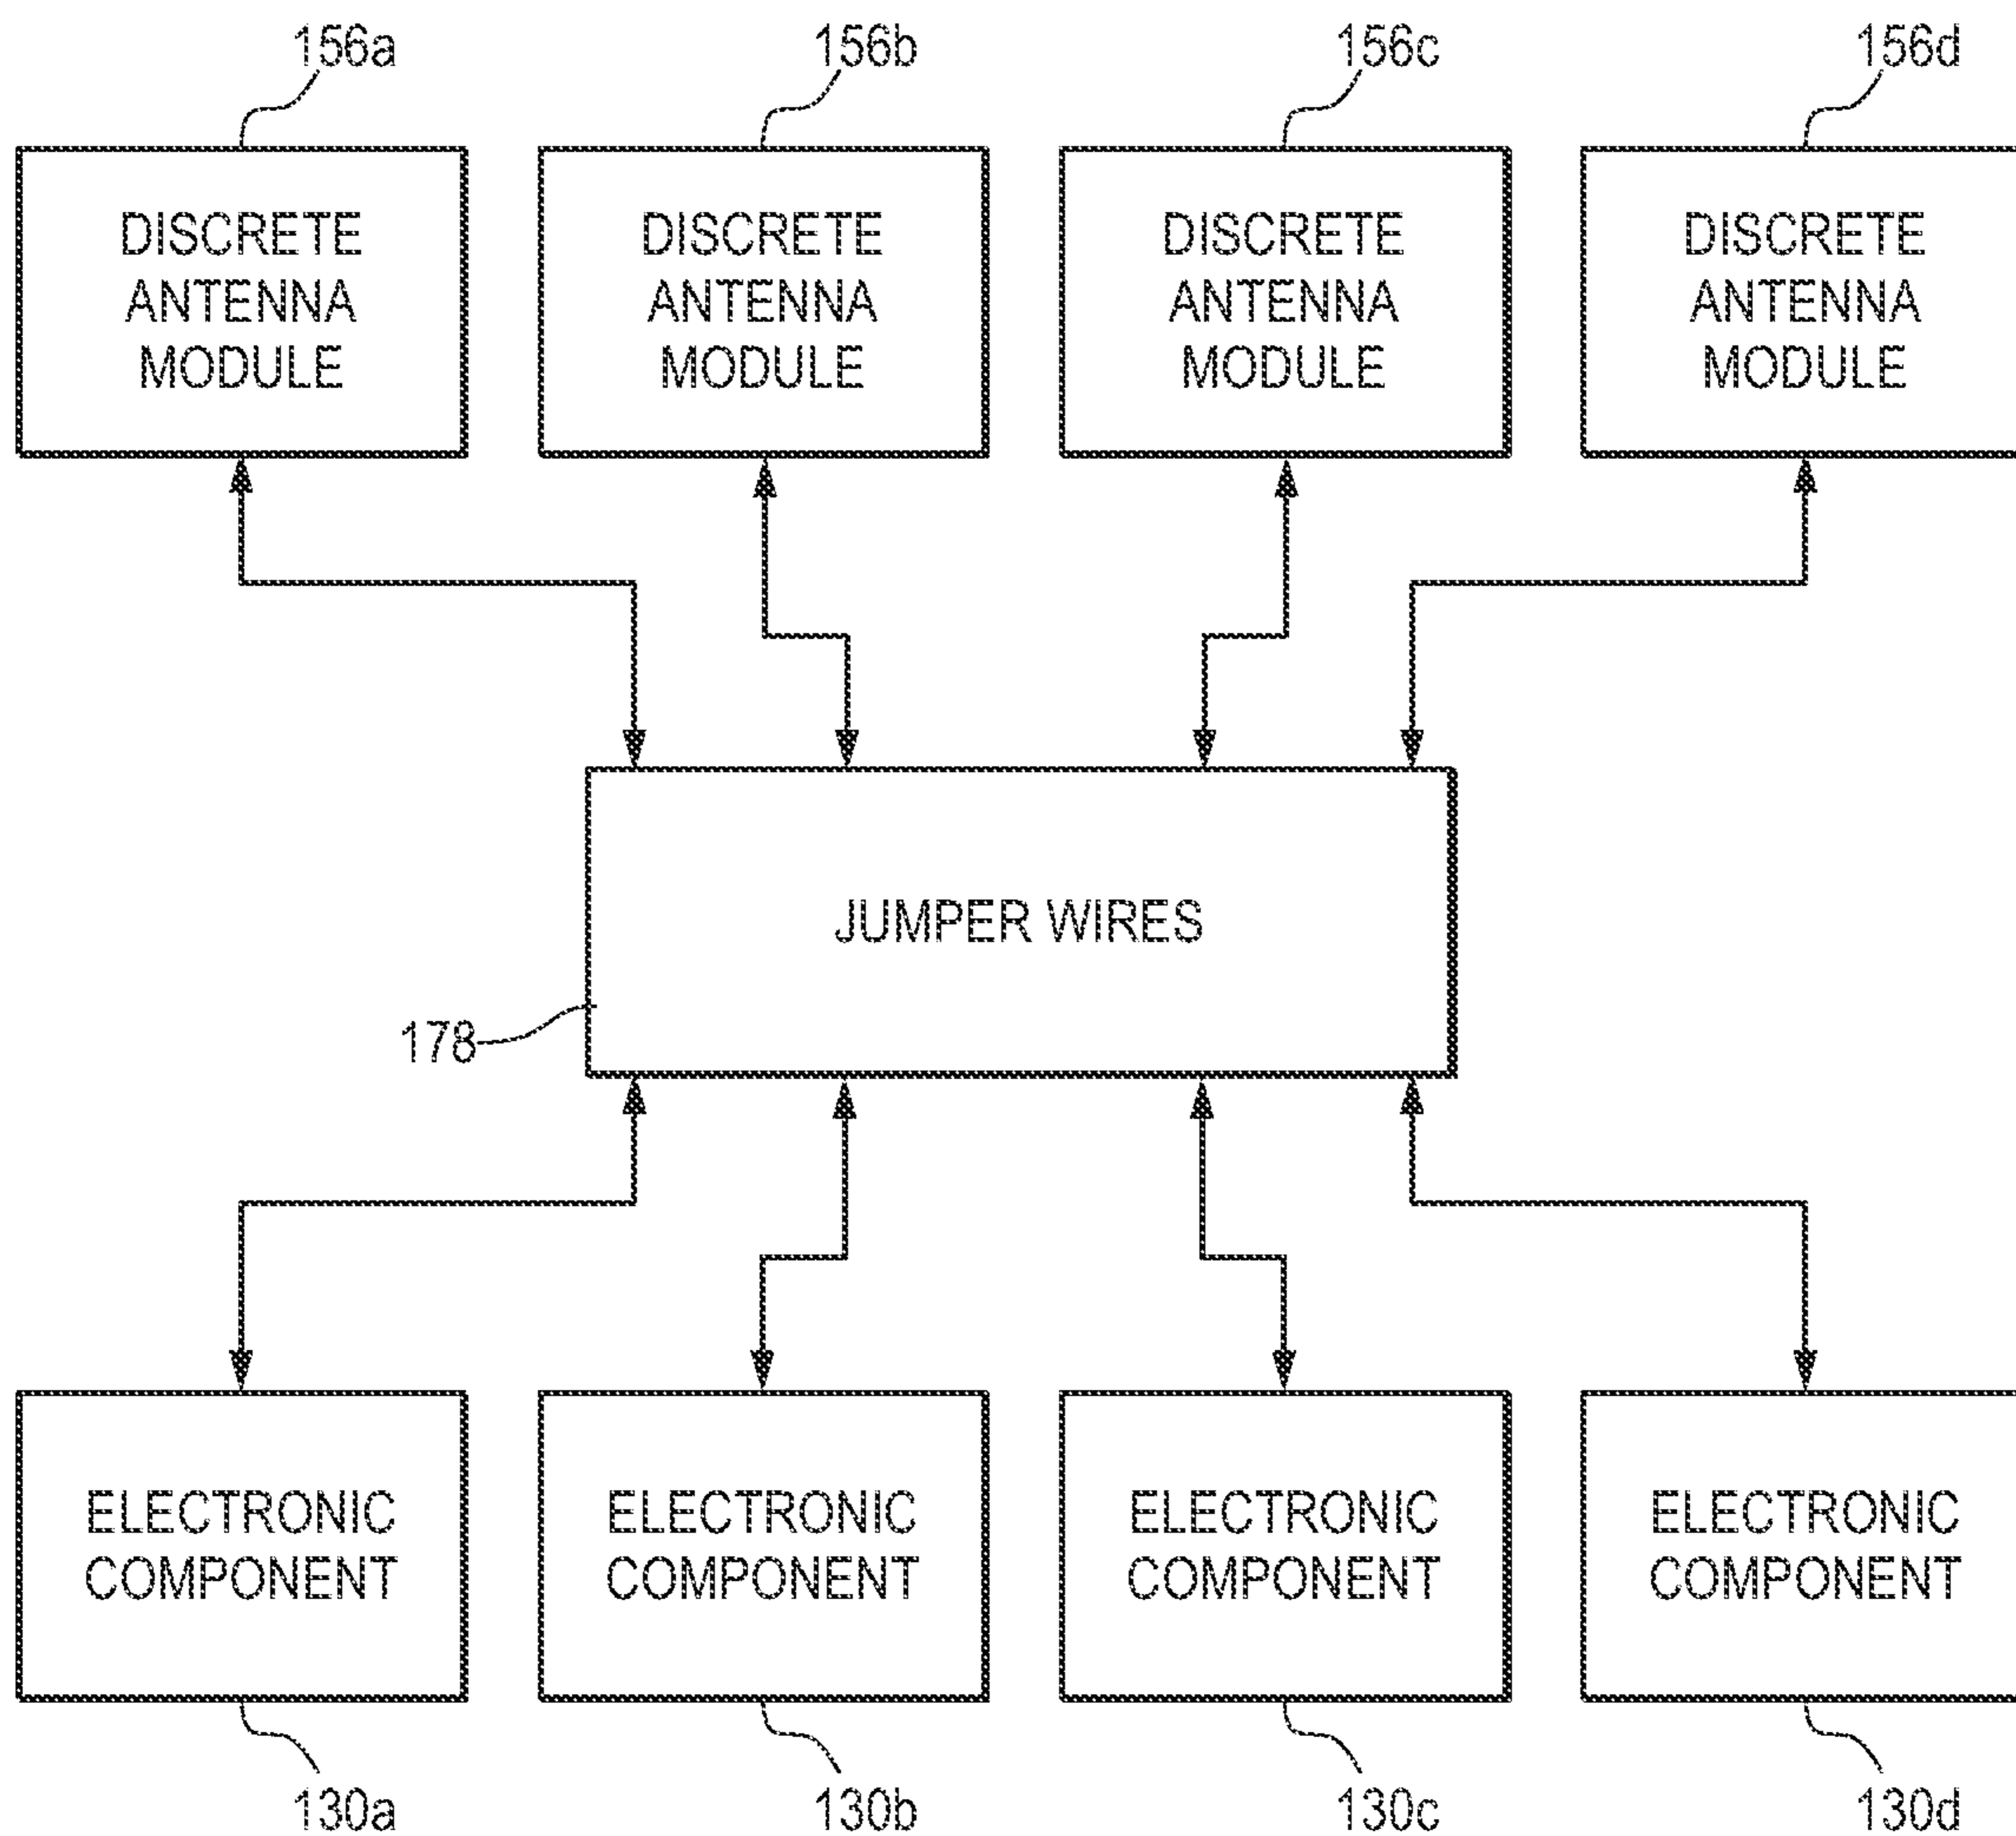 156a
156b
156c
156d
DISCRETE
ANTENNA
MODULE
DISCRETE
ANTENNA
MODULE
DISCRETE
ANTENNA
MODULE
DISCRETE
ANTENNA
MODULE
JUMPER WIRES
178
ELECTRONIC
COMPONENT
ELECTRONIC
COMPONENT
ELECTRONIC
COMPONENT
ELECTRONIC
COMPONENT
130a
130b
130c
130d